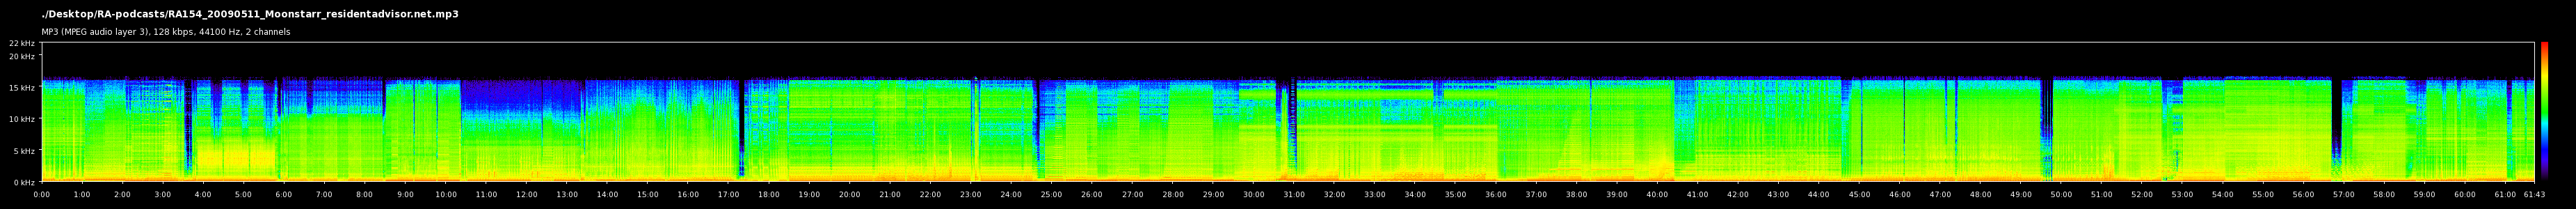 ./Desktop/RA-podcasts/RA154_20090511_Moonstarr_residentadvisor.net.mp3
MP3 (MPEG audio layer 3), 128 kbps, 44100 Hz, 2 channels
22 kHz
20 kHz
15 kHz
10 kHz
5 kHz
0 kHz
0:00 1:00 2:00 3:00 4:00 5:00 6:00 7:00 8:00 9:00 10:00 11:00 12:00 13:00 14:00 15:00 16:00 17:00 18:00 19:00 20:00 21:00 22:00 23:00 24:00 25:00 26:00 27:00 28:00 29:00 30:00 31:00 32:00 33:00 34:00 35:00 36:00 37:00 38:00 39:00 40:00 41:00 42:00 43:00 44:00 45:00 46:00 47:00 48:00 49:00 50:00 51:00 52:00 53:00 54:00 55:00 56:00 57:00 58:00 59:00 60:00 61:00 61:43